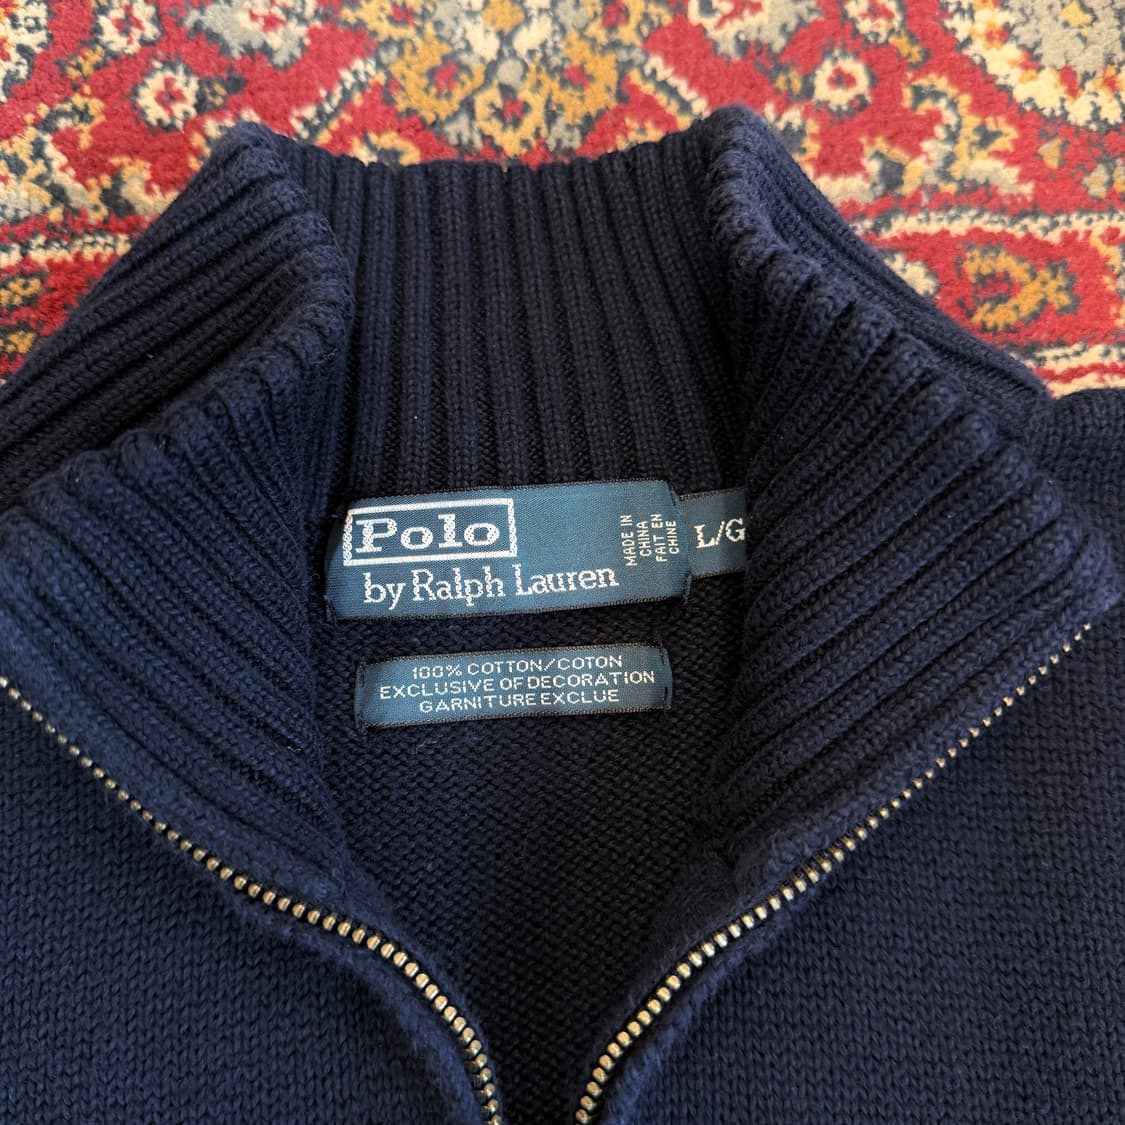 Polo
by Ralph Lauren
MADE IN
CHINA
FAIT EN
CHINE
L/G
100% COTTON/COTON
EXCLUSIVE OF DECORATION
GARNITURE EXCLUE